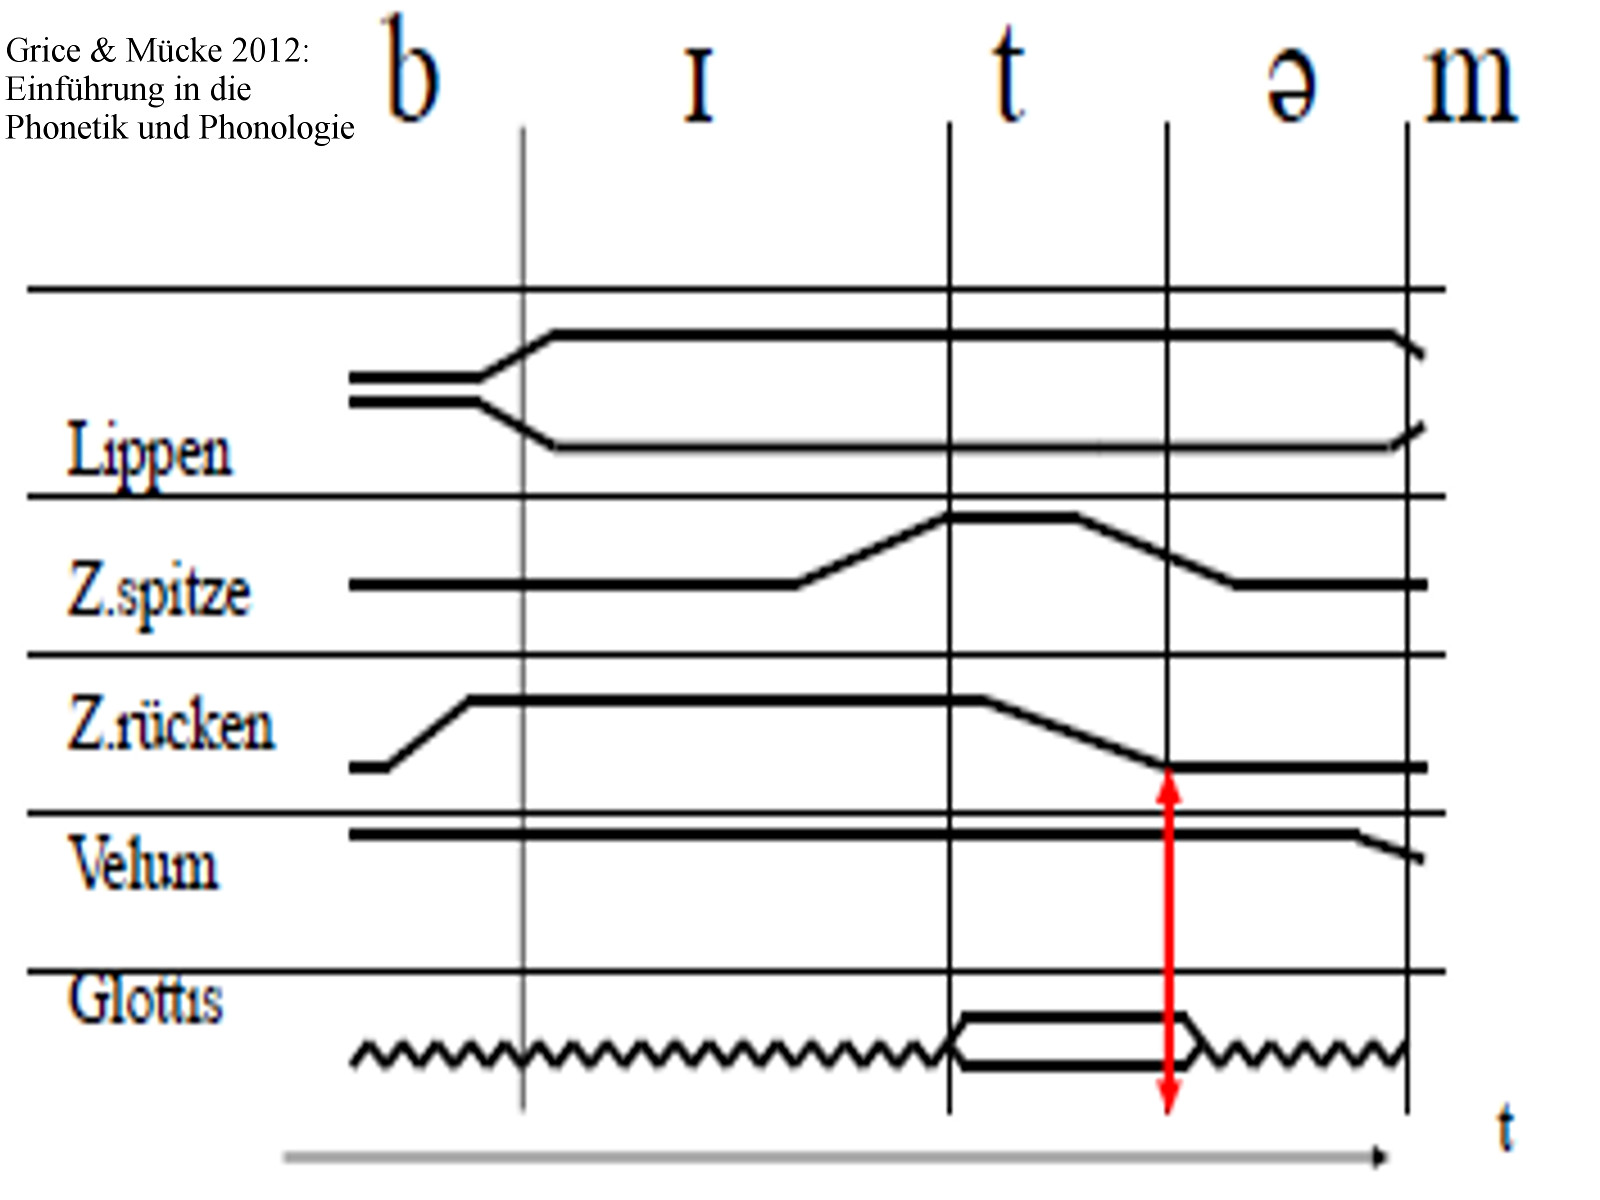 Grice & Mücke 2012:
Einführung in die
Phonetik und Phonologie
b ɪ t ə m
Lippen
Z.spitze
Z.rücken
Velum
Glottis
t